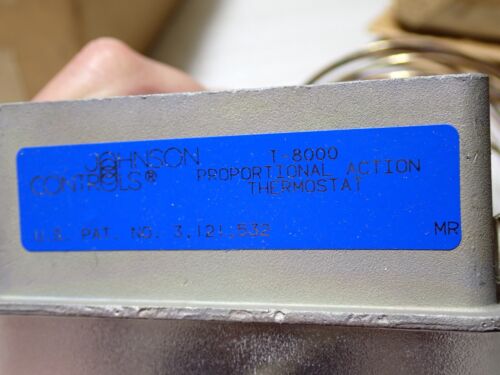 JOHNSON CONTROLS®
T-8000
PROPORTIONAL ACTION
THERMOSTAT
U.S. PAT. NO. 3,121,532
MR